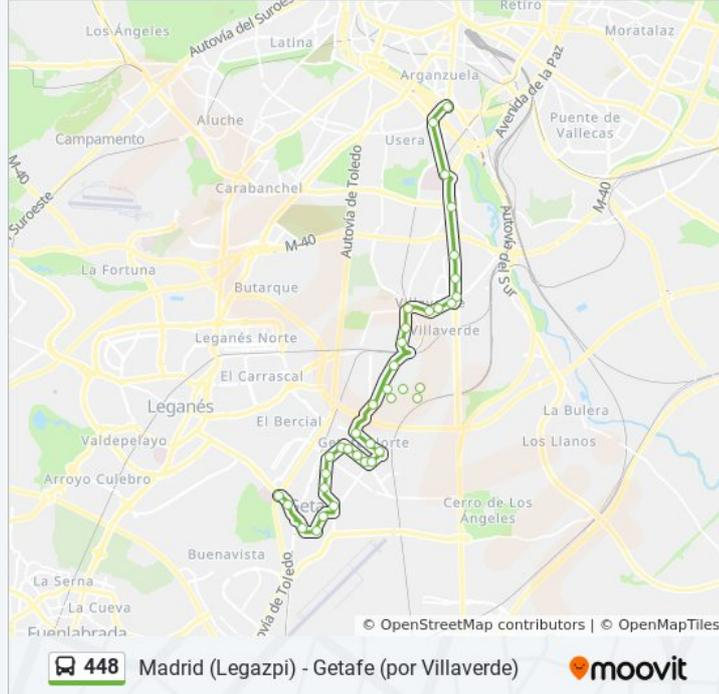 Retiro
Los Ángeles
Moratalaz
Autovía del Suroeste
Latina
Arganzuela
Avenida de la Paz
Aluche
Puente de
Vallecas
Campamento
Usera
M-40
Carabanchel
Autovía de Toledo
M-40
Suroeste
M-40
Autovía del Sur
La Fortuna
Butarque
Villaverde
Leganés Norte
El Carrascal
Leganés
La Bulera
El Bercial
Valdepelayo
Los Llanos
Arroyo Culebro
Cerro de Los
Ángeles
Buenavista
La Serna
La Cueva
Fuenlabrada
© OpenStreetMap contributors | © OpenMapTiles
448 Madrid (Legazpi) - Getafe (por Villaverde)
moovit